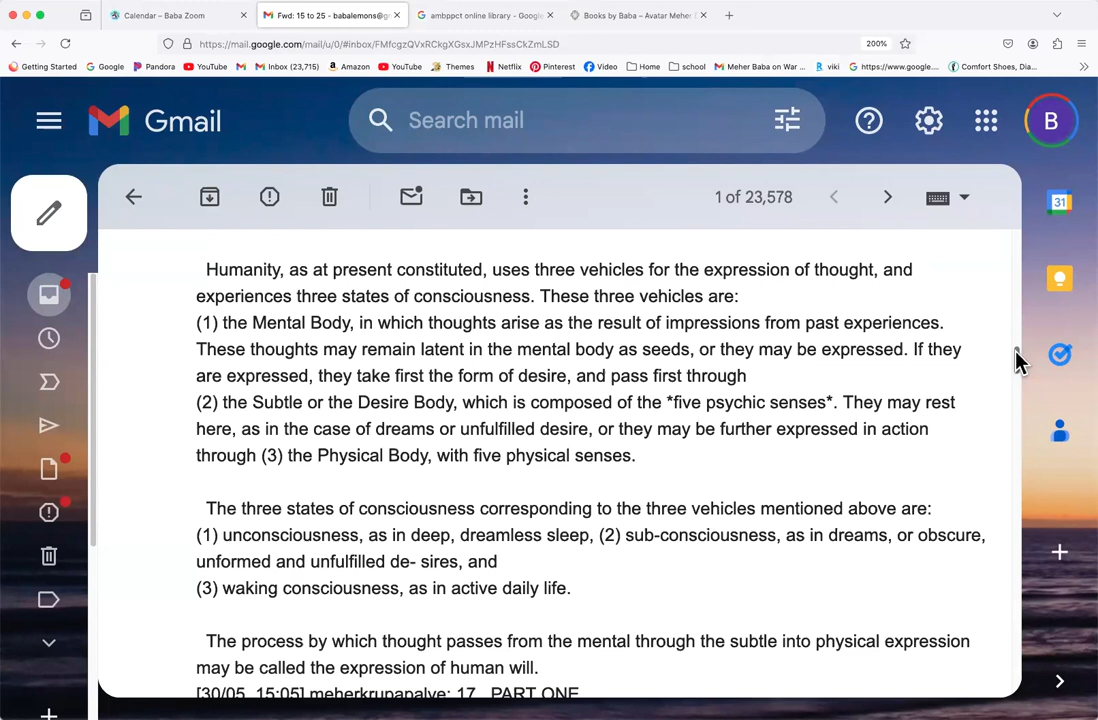 Calendar – Baba Zoom
Fwd: 15 to 25 - babalemons@gr
ambppct online library - Google
Books by Baba – Avatar Meher
https://mail.google.com/mail/u/0/#inbox/FMfcgzQVxRCkgXGsxJMPzHFssCkZmLSD
200%
Getting Started
Google
Pandora
YouTube
Inbox (23,715)
Amazon
YouTube
Themes
Netflix
Pinterest
Video
Home
school
Meher Baba on War ...
viki
https://www.google....
Comfort Shoes, Dia...
Gmail
Search mail
B
1 of 23,578
31
Humanity, as at present constituted, uses three vehicles for the expression of thought, and
experiences three states of consciousness. These three vehicles are:
(1) the Mental Body, in which thoughts arise as the result of impressions from past experiences.
These thoughts may remain latent in the mental body as seeds, or they may be expressed. If they
are expressed, they take first the form of desire, and pass first through
(2) the Subtle or the Desire Body, which is composed of the *five psychic senses*. They may rest
here, as in the case of dreams or unfulfilled desire, or they may be further expressed in action
through (3) the Physical Body, with five physical senses.
The three states of consciousness corresponding to the three vehicles mentioned above are:
(1) unconsciousness, as in deep, dreamless sleep, (2) sub-consciousness, as in dreams, or obscure,
unformed and unfulfilled de- sires, and
(3) waking consciousness, as in active daily life.
The process by which thought passes from the mental through the subtle into physical expression
may be called the expression of human will.
[30/05, 15:05] meherkrupapalve: 17 PART ONE